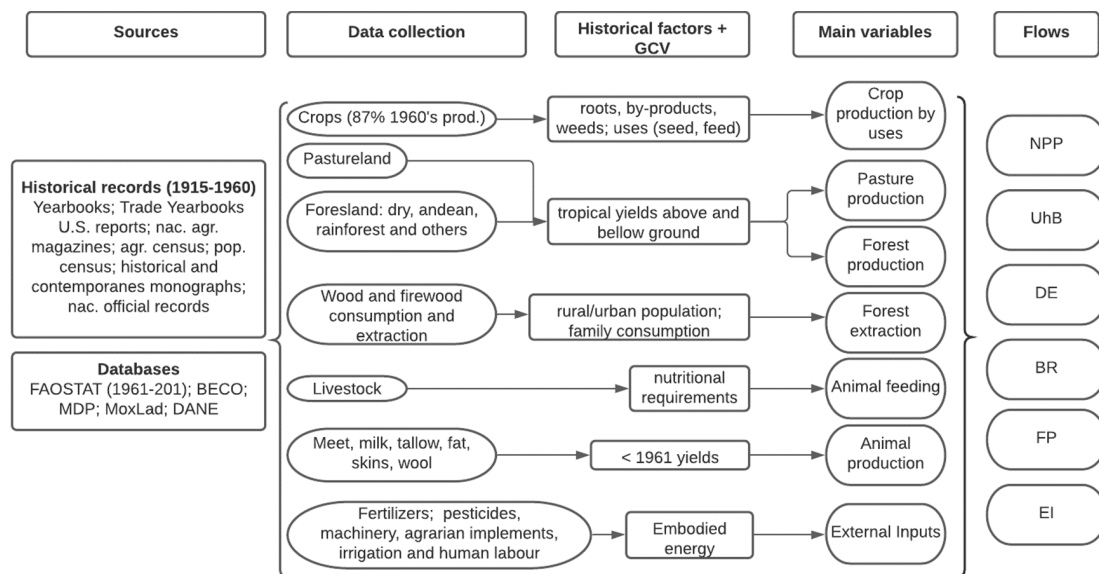 Sources
Data collection
Historical factors +
GCV
Main variables
Flows
Historical records (1915-1960)
Yearbooks; Trade Yearbooks
U.S. reports; nac. agr.
magazines; agr. census; pop.
census; historical and
contemporanes monographs;
nac. official records
Databases
FAOSTAT (1961-201); BECO;
MDP; MoxLad; DANE
Crops (87% 1960's prod.)
roots, by-products,
weeds; uses (seed, feed)
Crop
production by
uses
Pastureland
Foresland: dry, andean,
rainforest and others
tropical yields above and
bellow ground
Pasture
production
Forest
production
Wood and firewood
consumption and
extraction
rural/urban population;
family consumption
Forest
extraction
Livestock
nutritional
requirements
Animal feeding
Meet, milk, tallow, fat,
skins, wool
< 1961 yields
Animal
production
Fertilizers;  pesticides,
machinery, agrarian implements,
irrigation and human labour
Embodied
energy
External Inputs
NPP
UhB
DE
BR
FP
EI